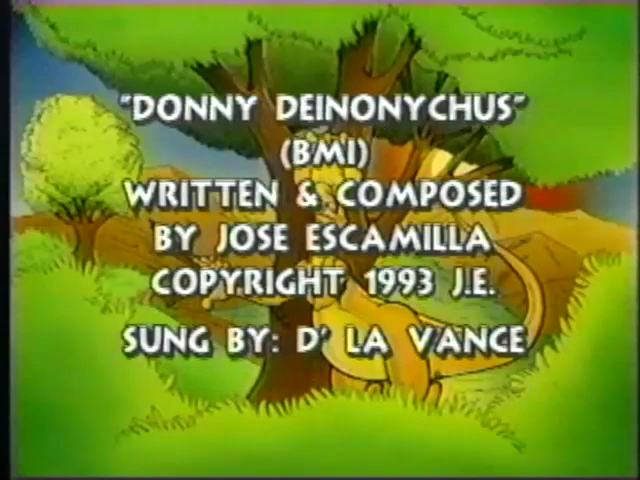 "DONNY DEINONYCHUS"
(BMI)
WRITTEN & COMPOSED
BY JOSE ESCAMILLA
COPYRIGHT 1993 J.E.
SUNG BY: D' LA VANCE